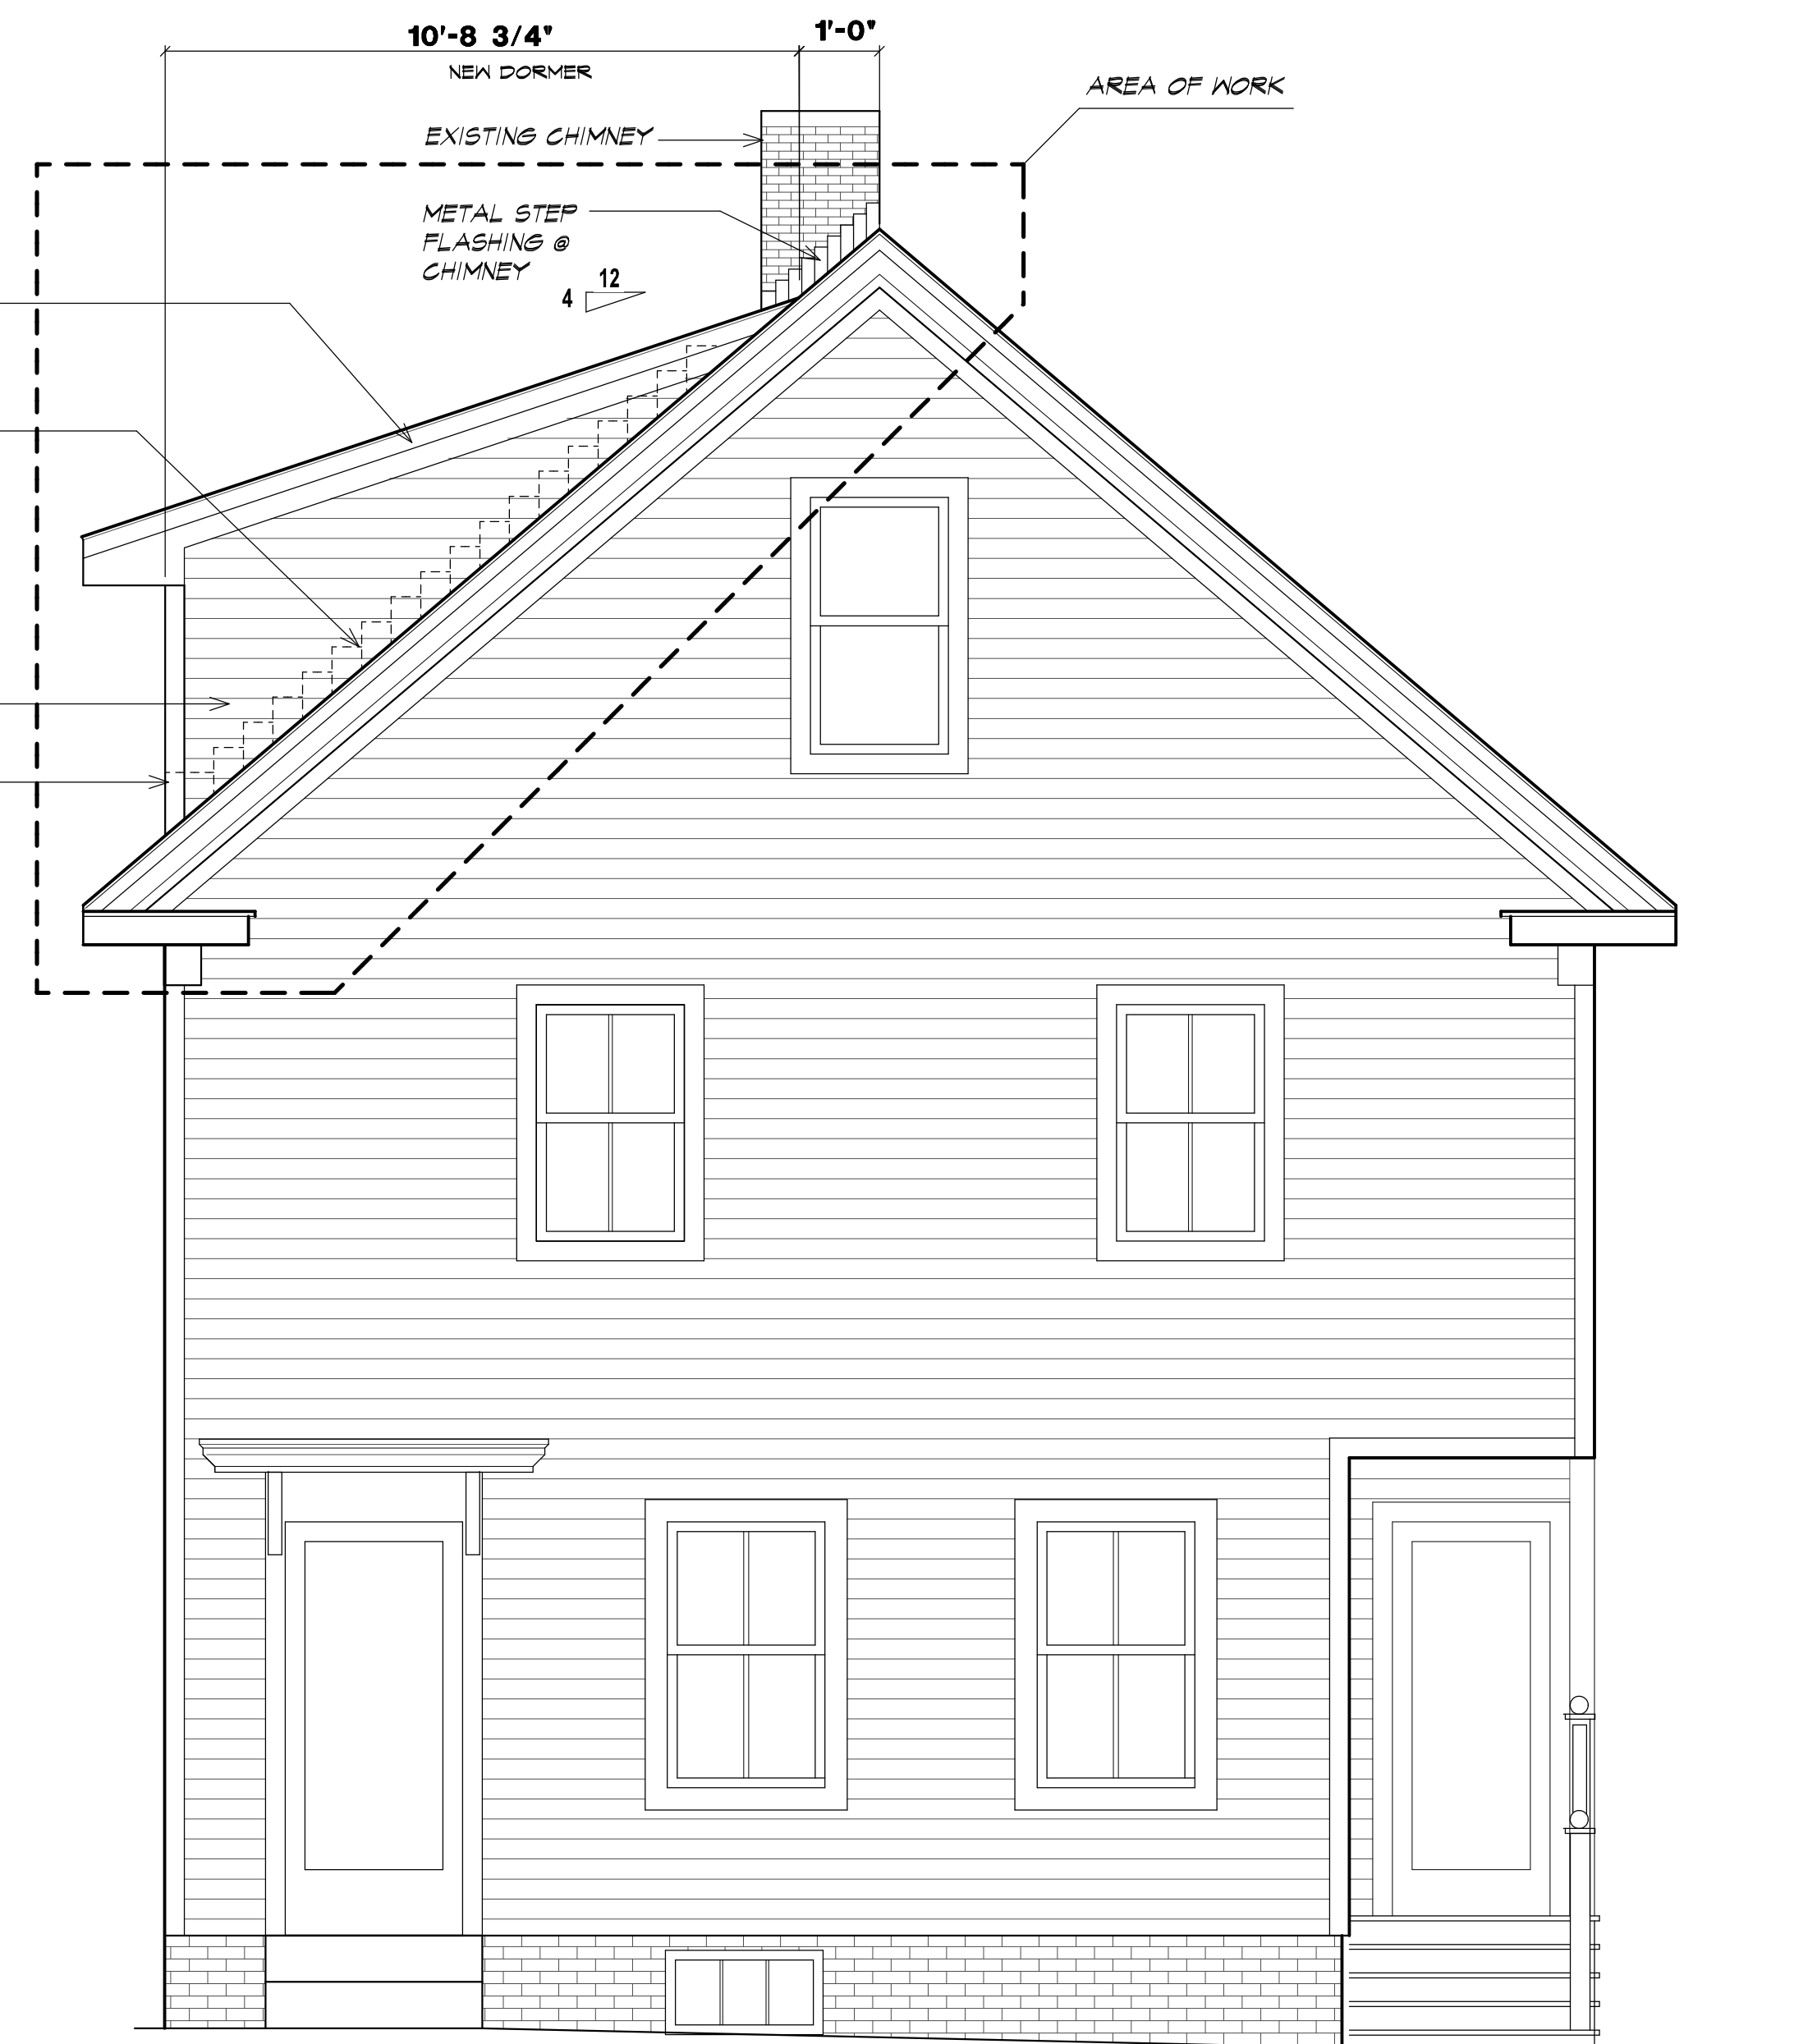 10'-8 3/4"
1'-0"
NEW DORMER
AREA OF WORK
EXISTING CHIMNEY
METAL STEP
FLASHING @
CHIMNEY
12
4